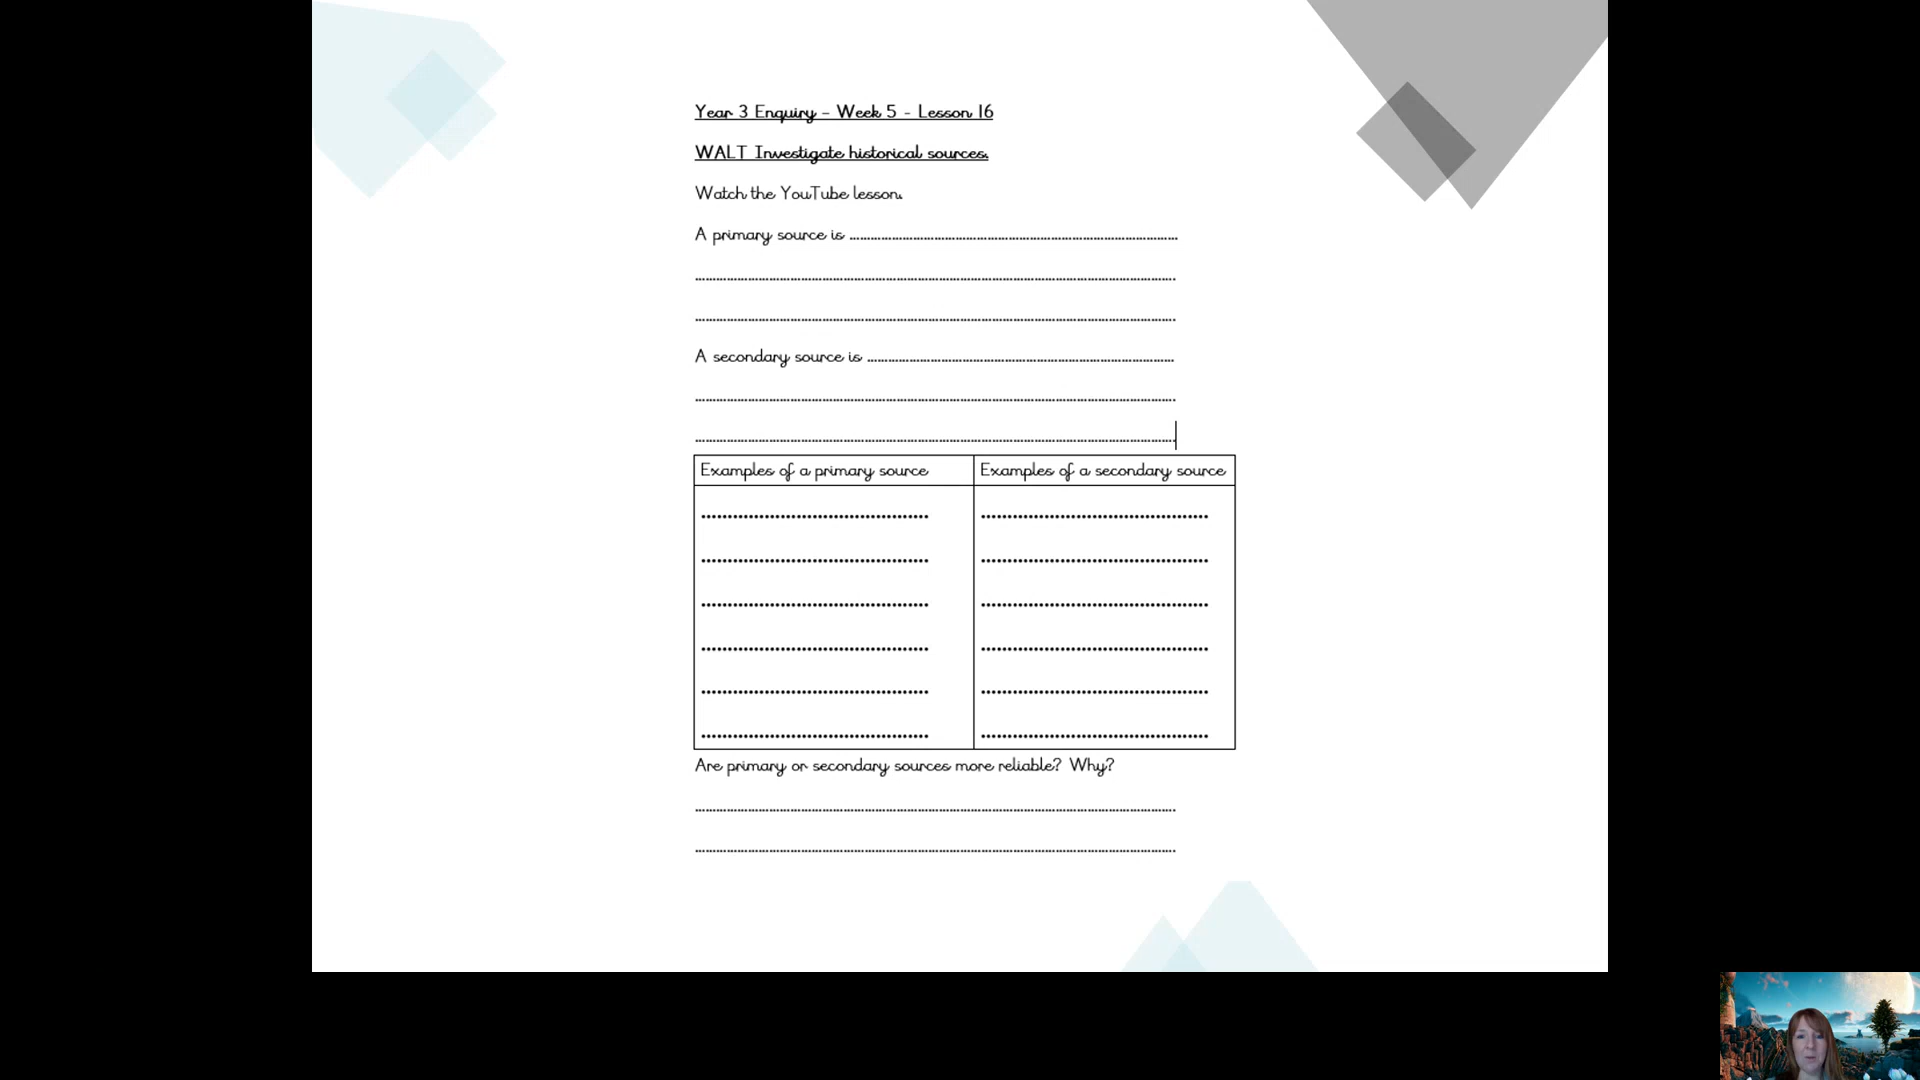 Year 3 Enquiry – Week 5 - Lesson 16
WALT Investigate historical sources.
Watch the YouTube lesson.
A primary source is ...........................................................................................
.....................................................................................................................................
.....................................................................................................................................
A secondary source is .....................................................................................
.....................................................................................................................................
.....................................................................................................................................
Examples of a primary source
Examples of a secondary source
Are primary or secondary sources more reliable? Why?
.....................................................................................................................................
.....................................................................................................................................